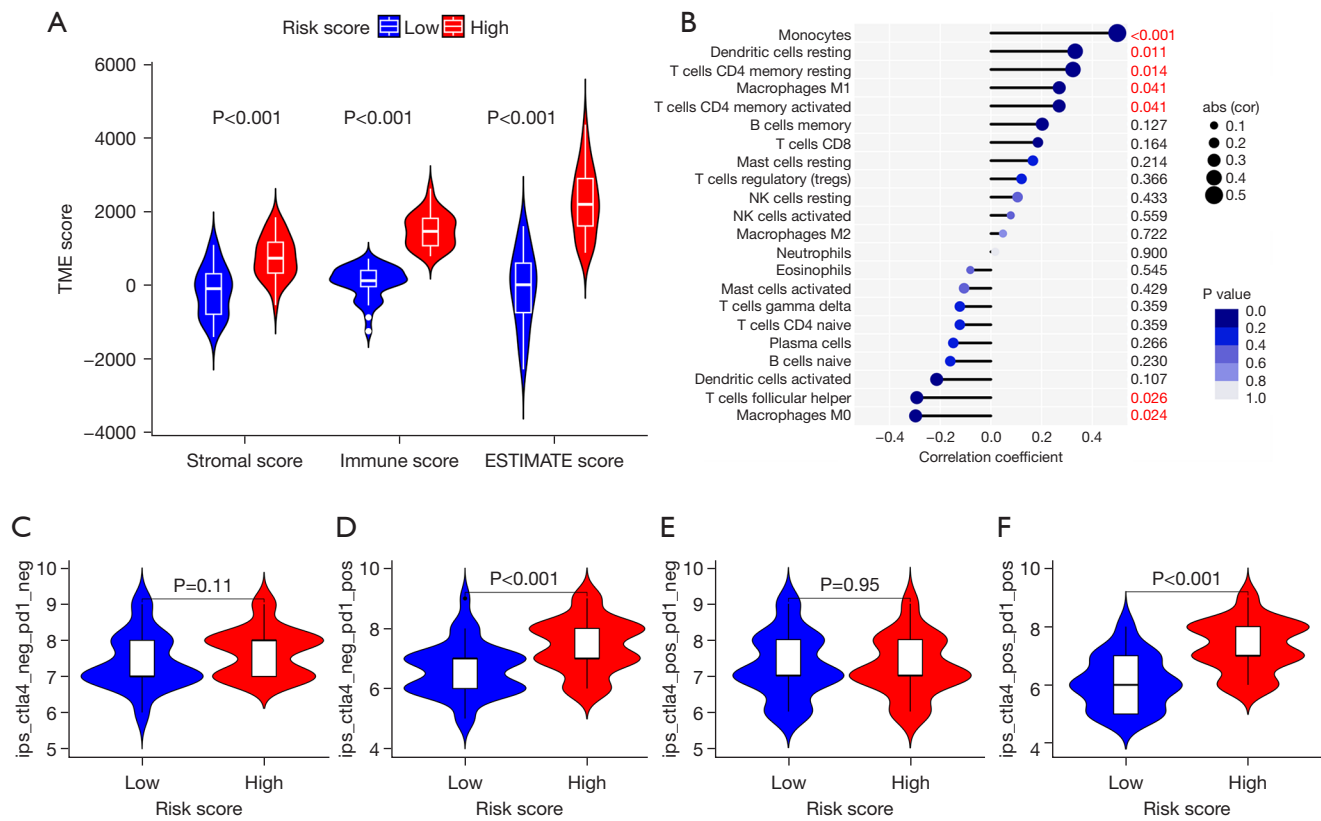 A
Risk score Low High
TME score
6000
4000
2000
0
−2000
−4000
P<0.001 P<0.001 P<0.001
Stromal score Immune score ESTIMATE score
B
Monocytes <0.001
Dendritic cells resting 0.011
T cells CD4 memory resting 0.014
Macrophages M1 0.041
T cells CD4 memory activated 0.041
B cells memory 0.127
T cells CD8 0.164
Mast cells resting 0.214
T cells regulatory (tregs) 0.366
NK cells resting 0.433
NK cells activated 0.559
Macrophages M2 0.722
Neutrophils 0.900
Eosinophils 0.545
Mast cells activated 0.429
T cells gamma delta 0.359
T cells CD4 naive 0.359
Plasma cells 0.266
B cells naive 0.230
Dendritic cells activated 0.107
T cells follicular helper 0.026
Macrophages M0 0.024
−0.4 −0.2 0.0 0.2 0.4
Correlation coefficient
abs (cor)
0.1
0.2
0.3
0.4
0.5
P value
0.0
0.2
0.4
0.6
0.8
1.0
C
ips_ctla4_neg_pd1_neg
10
9
8
7
6
5
P=0.11
Low High
Risk score
D
ips_ctla4_neg_pd1_pos
10
8
6
4
P<0.001
Low High
Risk score
E
ips_ctla4_pos_pd1_neg
10
9
8
7
6
5
P=0.95
Low High
Risk score
F
ips_ctla4_pos_pd1_pos
10
8
6
4
P<0.001
Low High
Risk score